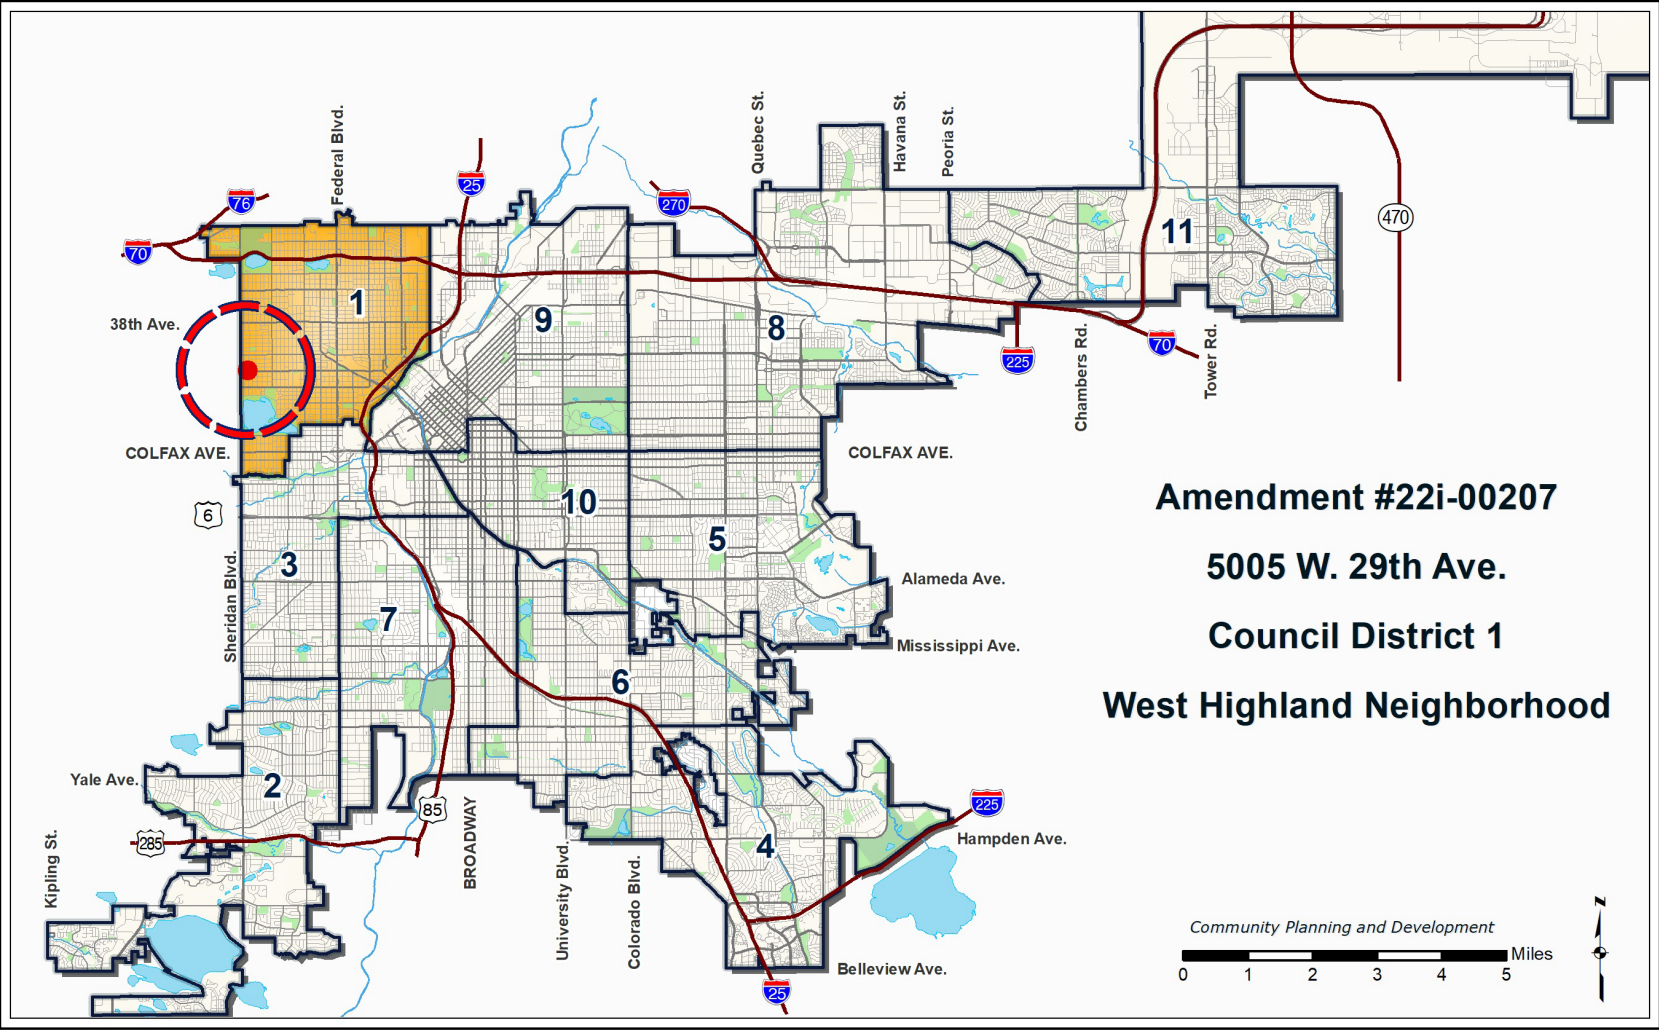 Federal Blvd.
Quebec St.
Havana St.
Peoria St.
25
76
270
70
470
11
1
9
8
38th Ave.
225
70
Chambers Rd.
Tower Rd.
COLFAX AVE.
COLFAX AVE.
6
10
5
3
Sheridan Blvd.
Alameda Ave.
7
Mississippi Ave.
6
Amendment #22i-00207
5005 W. 29th Ave.
Council District 1
West Highland Neighborhood
Yale Ave.
2
85
225
285
Kipling St.
BROADWAY
University Blvd.
Colorado Blvd.
4
Hampden Ave.
Belleview Ave.
25
Community Planning and Development
Miles
0 1 2 3 4 5
Z